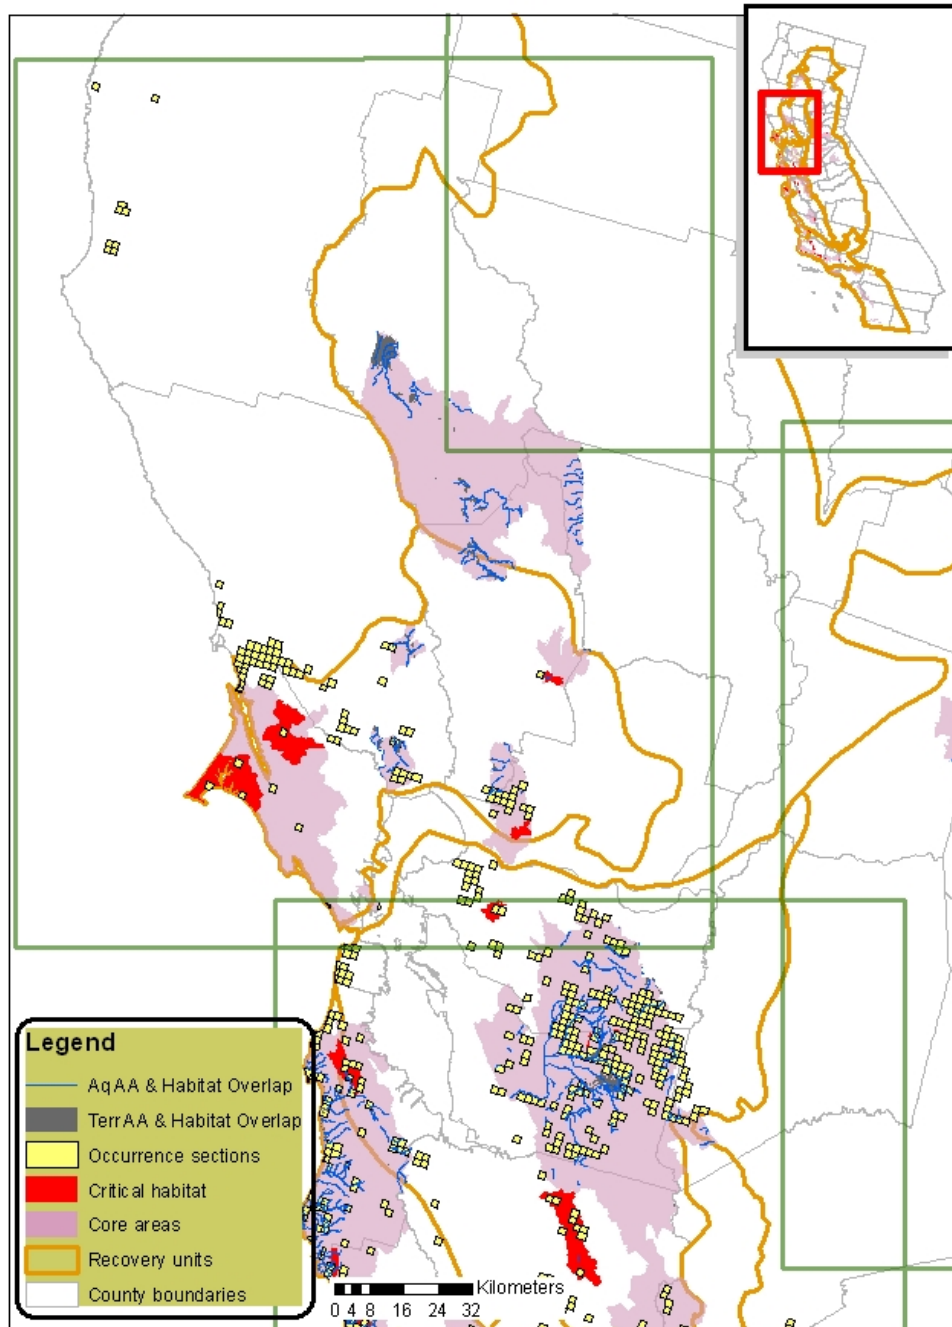 Legend
AqAA & Habitat Overlap
TerrAA & Habitat Overlap
Occurrence sections
Critical habitat
Core areas
Recovery units
County boundaries
Kilometers
0 4 8 16 24 32